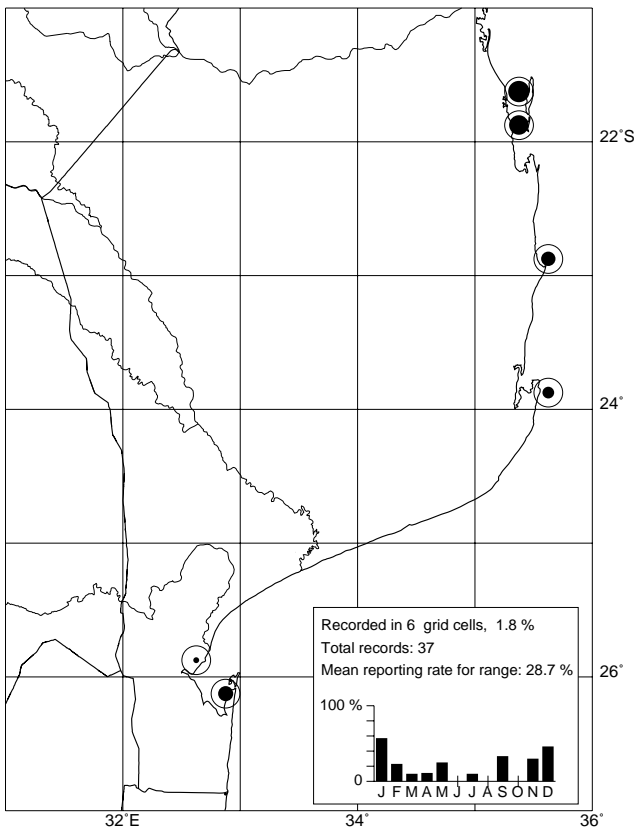 22°S
24°
26°
Recorded in 6 grid cells, 1.8 %
Total records: 37
Mean reporting rate for range: 28.7 %
100 %
0
J F M A M J J A S O N D
32°E
34°
36°